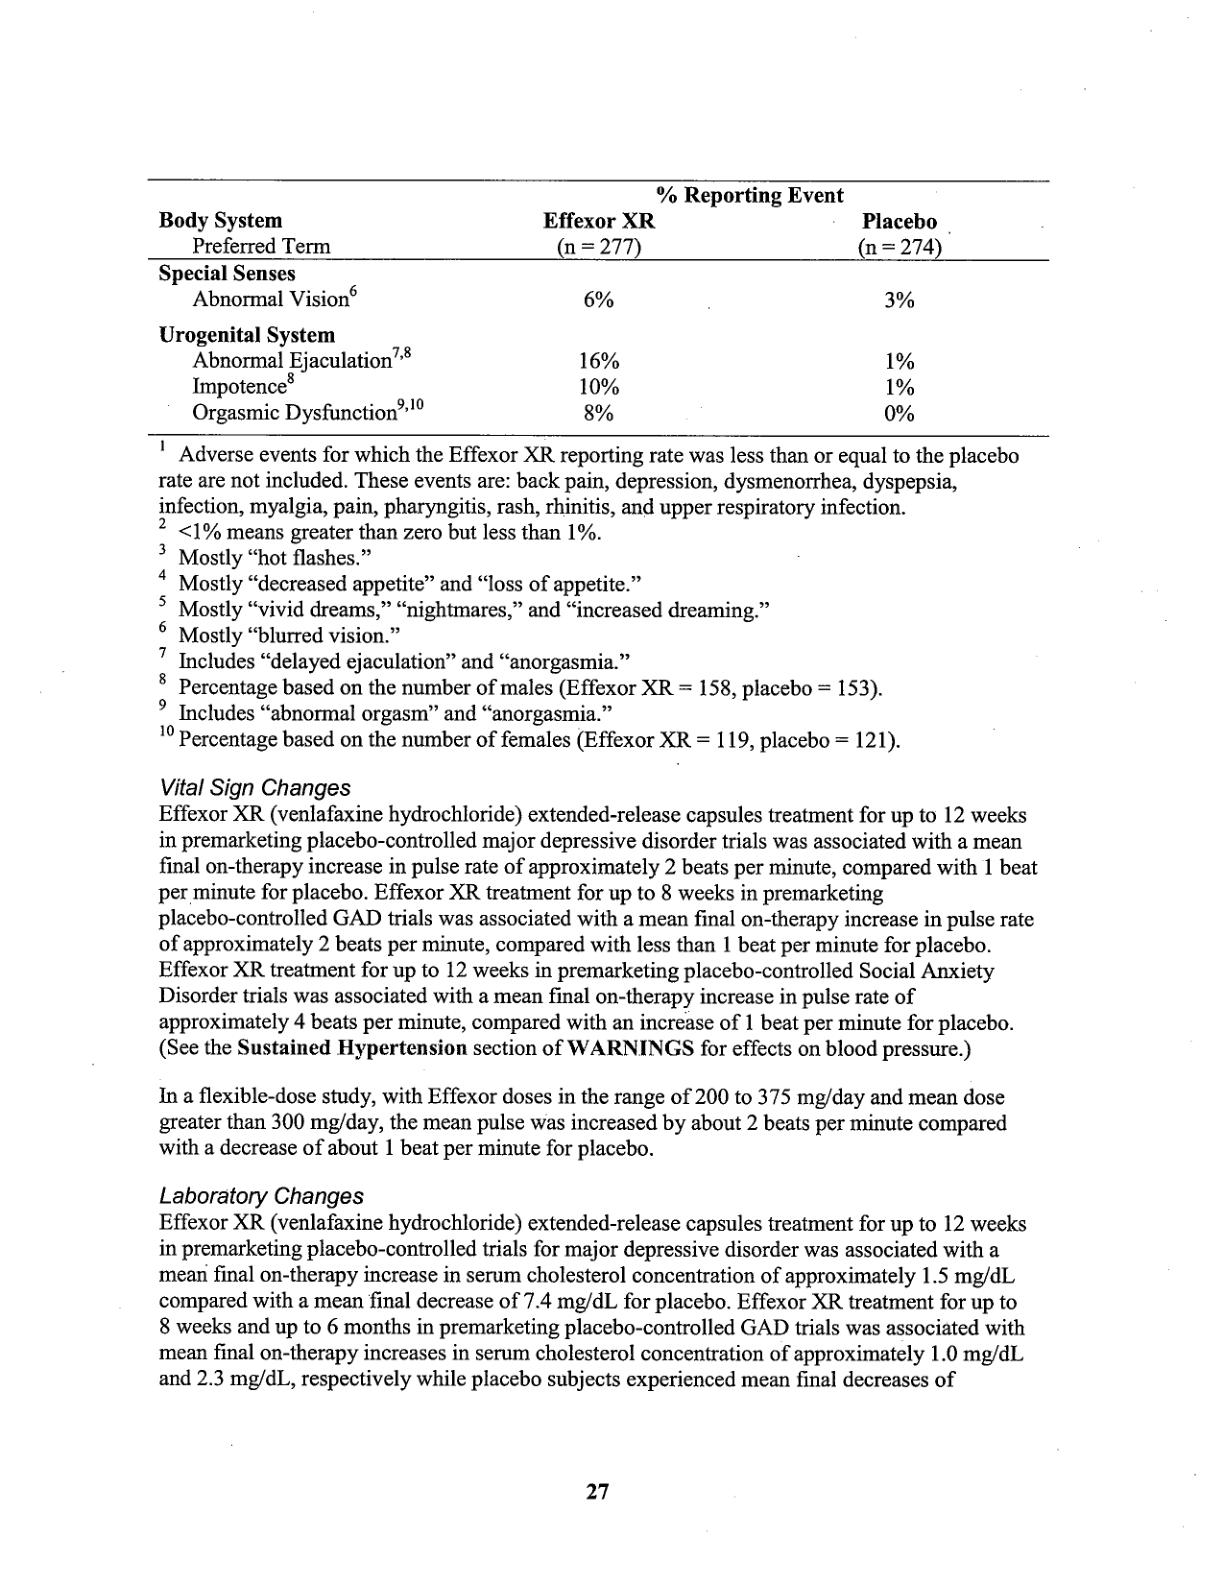 % Reporting Event
Body System Effexor XR Placebo
Preferred Term (n = 277) (n = 274)
Special Senses
Abnormal Vision6 6% 3%
Urogenital System
Abnormal Ejaculation7,8 16% 1%
Impotence8 10% 1%
Orgasmic Dysfunction9,10 8% 0%
1 Adverse events for which the Effexor XR reporting rate was less than or equal to the placebo
rate are not included. These events are: back pain, depression, dysmenorrhea, dyspepsia,
infection, myalgia, pain, pharyngitis, rash, rhinitis, and upper respiratory infection.
2 <1% means greater than zero but less than 1%.
3 Mostly “hot flashes.”
4 Mostly “decreased appetite” and “loss of appetite.”
5 Mostly “vivid dreams,” “nightmares,” and “increased dreaming.”
6 Mostly “blurred vision.”
7 Includes “delayed ejaculation” and “anorgasmia.”
8 Percentage based on the number of males (Effexor XR = 158, placebo = 153).
9 Includes “abnormal orgasm” and “anorgasmia.”
10 Percentage based on the number of females (Effexor XR = 119, placebo = 121).
Vital Sign Changes
Effexor XR (venlafaxine hydrochloride) extended-release capsules treatment for up to 12 weeks
in premarketing placebo-controlled major depressive disorder trials was associated with a mean
final on-therapy increase in pulse rate of approximately 2 beats per minute, compared with 1 beat
per minute for placebo. Effexor XR treatment for up to 8 weeks in premarketing
placebo-controlled GAD trials was associated with a mean final on-therapy increase in pulse rate
of approximately 2 beats per minute, compared with less than 1 beat per minute for placebo.
Effexor XR treatment for up to 12 weeks in premarketing placebo-controlled Social Anxiety
Disorder trials was associated with a mean final on-therapy increase in pulse rate of
approximately 4 beats per minute, compared with an increase of 1 beat per minute for placebo.
(See the Sustained Hypertension section of WARNINGS for effects on blood pressure.)
In a flexible-dose study, with Effexor doses in the range of 200 to 375 mg/day and mean dose
greater than 300 mg/day, the mean pulse was increased by about 2 beats per minute compared
with a decrease of about 1 beat per minute for placebo.
Laboratory Changes
Effexor XR (venlafaxine hydrochloride) extended-release capsules treatment for up to 12 weeks
in premarketing placebo-controlled trials for major depressive disorder was associated with a
mean final on-therapy increase in serum cholesterol concentration of approximately 1.5 mg/dL
compared with a mean final decrease of 7.4 mg/dL for placebo. Effexor XR treatment for up to
8 weeks and up to 6 months in premarketing placebo-controlled GAD trials was associated with
mean final on-therapy increases in serum cholesterol concentration of approximately 1.0 mg/dL
and 2.3 mg/dL, respectively while placebo subjects experienced mean final decreases of
27